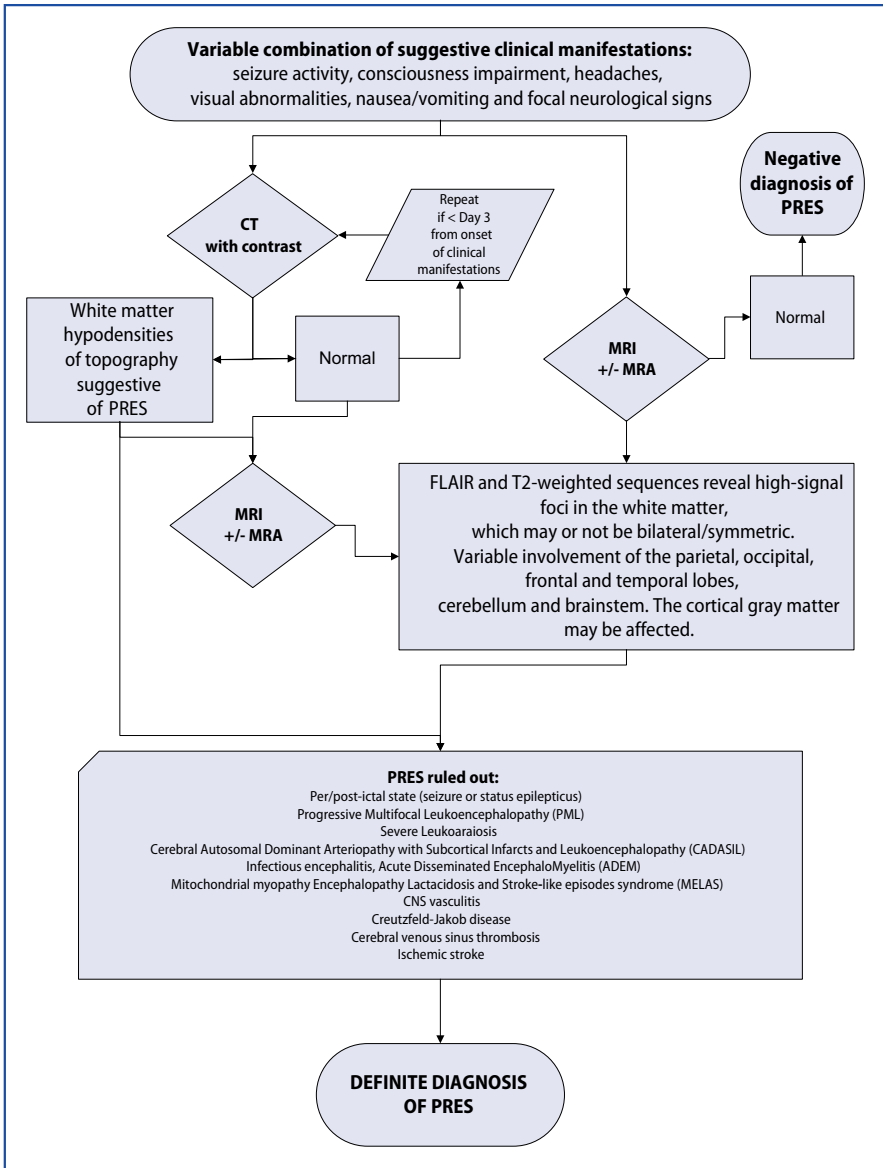 Variable combination of suggestive clinical manifestations:
seizure activity, consciousness impairment, headaches,
visual abnormalities, nausea/vomiting and focal neurological signs
Negative
diagnosis of
PRES
CT
with contrast
Repeat
if < Day 3
from onset
of clinical
manifestations
White matter
hypodensities
of topography
suggestive
of PRES
Normal
MRI
+/- MRA
Normal
MRI
+/- MRA
FLAIR and T2-weighted sequences reveal high-signal
foci in the white matter,
which may or not be bilateral/symmetric.
Variable involvement of the parietal, occipital,
frontal and temporal lobes,
cerebellum and brainstem. The cortical gray matter
may be affected.
PRES ruled out:
Per/post-ictal state (seizure or status epilepticus)
Progressive Multifocal Leukoencephalopathy (PML)
Severe Leukoaraiosis
Cerebral Autosomal Dominant Arteriopathy with Subcortical Infarcts and Leukoencephalopathy (CADASIL)
Infectious encephalitis, Acute Disseminated EncephaloMyelitis (ADEM)
Mitochondrial myopathy Encephalopathy Lactacidosis and Stroke-like episodes syndrome (MELAS)
CNS vasculitis
Creutzfeld-Jakob disease
Cerebral venous sinus thrombosis
Ischemic stroke
DEFINITE DIAGNOSIS
OF PRES